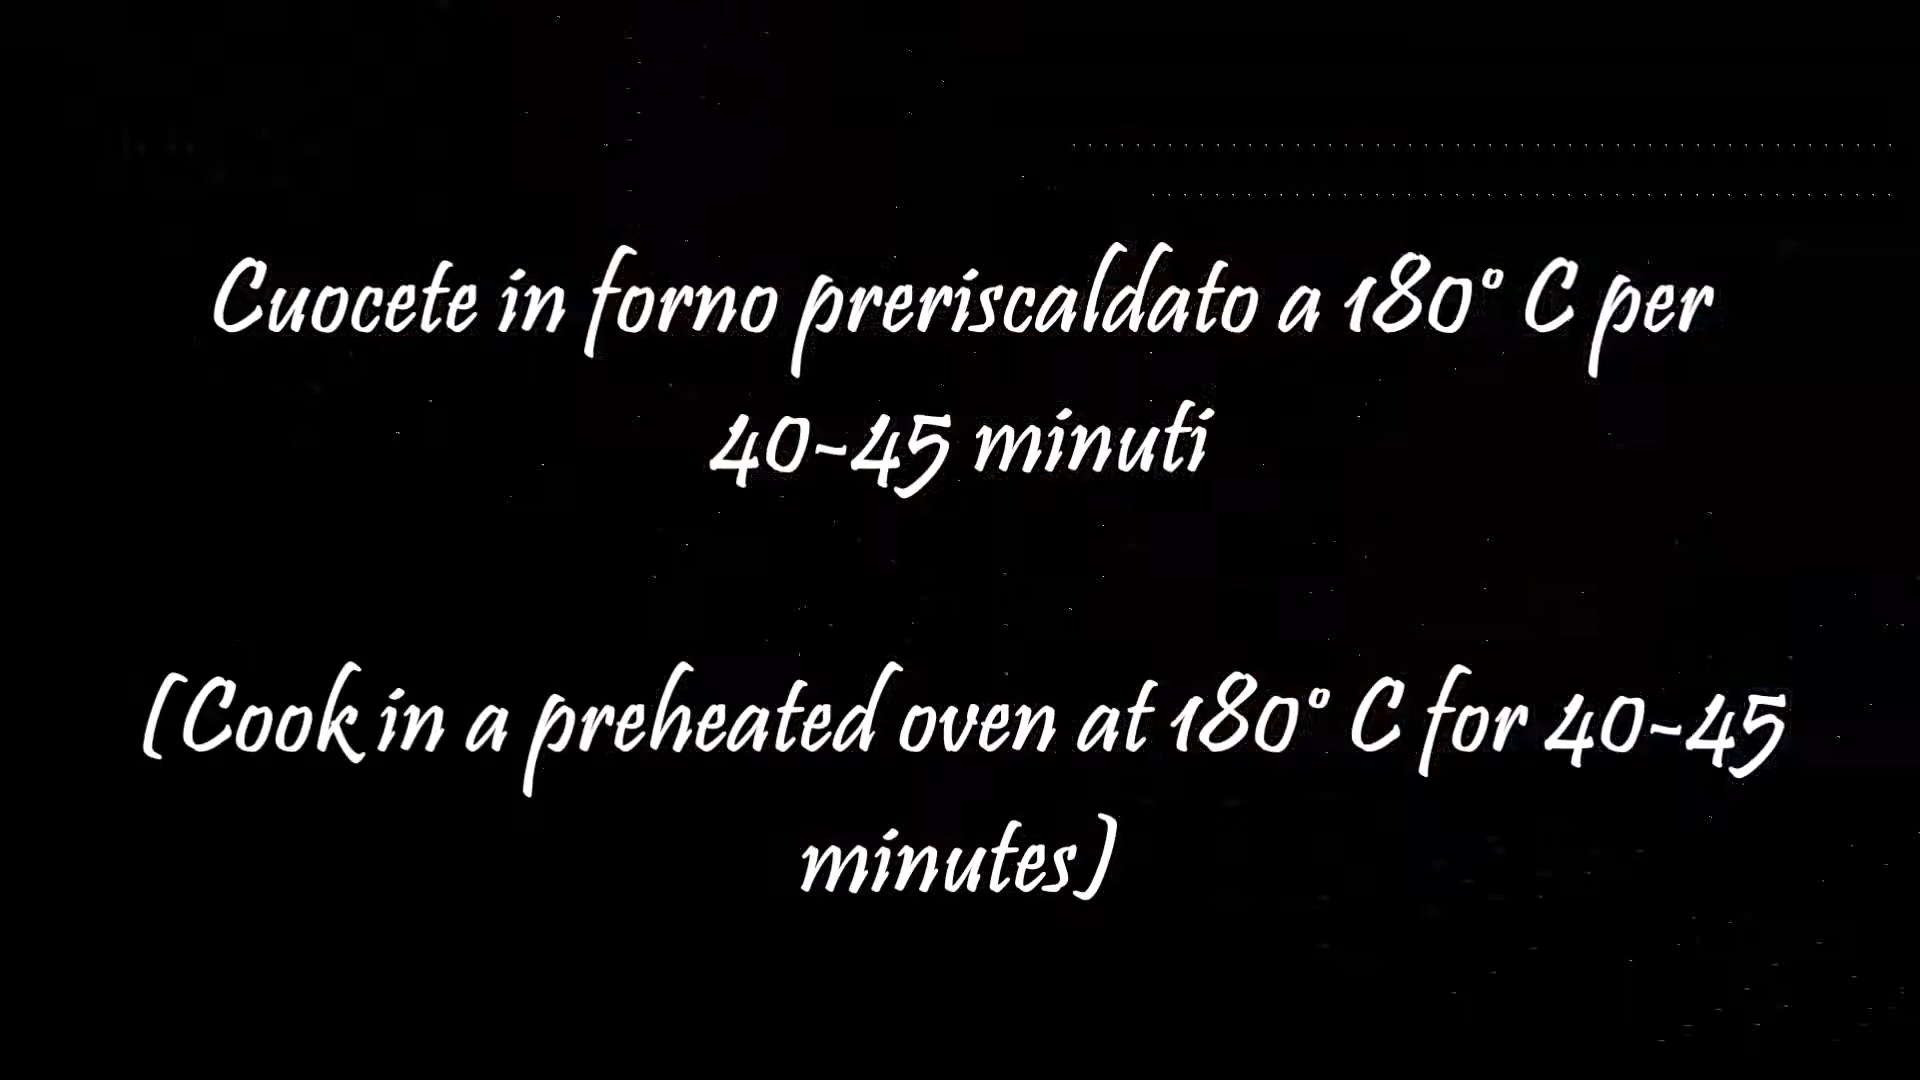 Cuocete in forno preriscaldato a 180° C per
40-45 minuti
(Cook in a preheated oven at 180° C for 40-45
minutes)